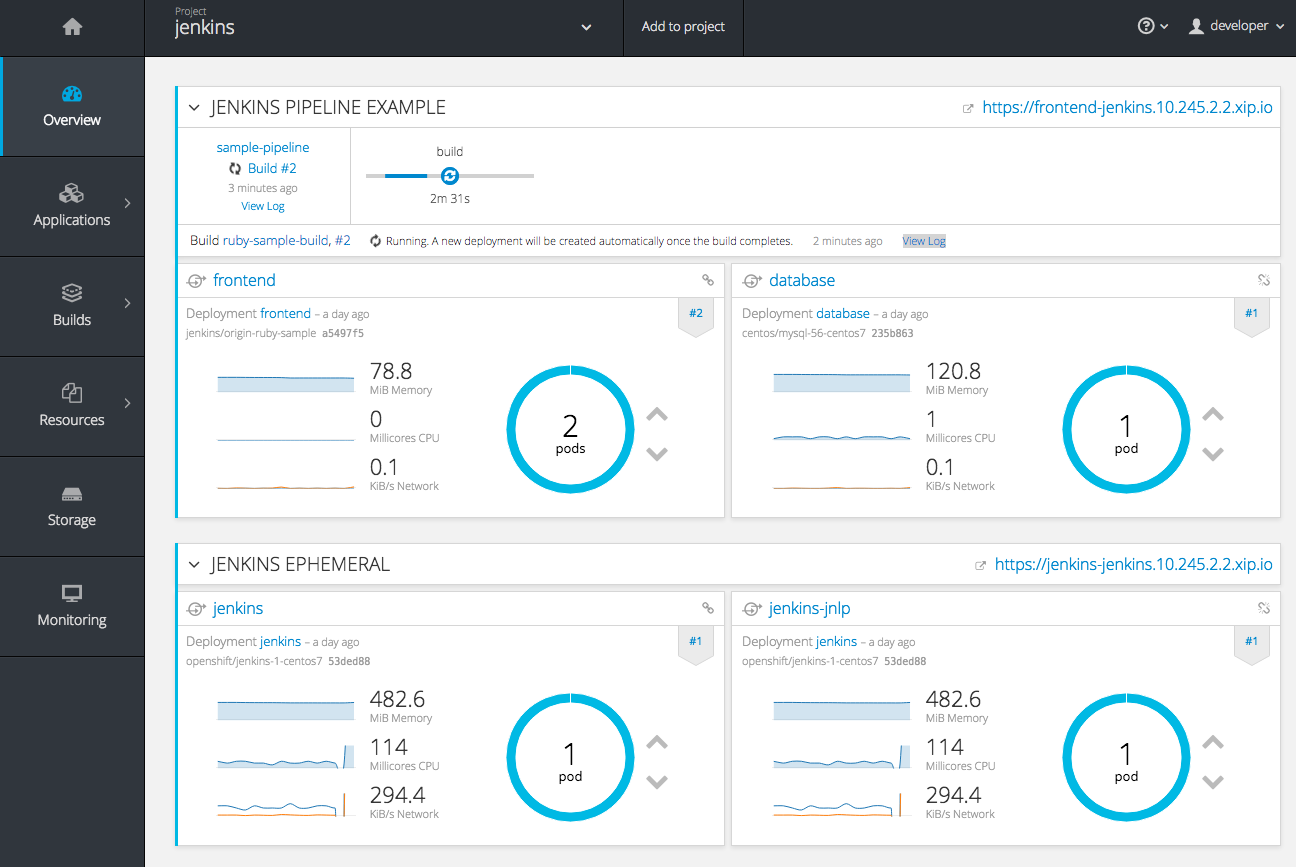 Project
jenkins
Add to project
developer
Overview
Applications
Builds
Resources
Storage
Monitoring
JENKINS PIPELINE EXAMPLE
https://frontend-jenkins.10.245.2.2.xip.io
sample-pipeline
Build #2
3 minutes ago
View Log
build
2m 31s
Build ruby-sample-build, #2 Running. A new deployment will be created automatically once the build completes. 2 minutes ago View Log
frontend
Deployment frontend – a day ago
#2
jenkins/origin-ruby-sample a5497f5
78.8
MiB Memory
0
Millicores CPU
0.1
KiB/s Network
2
pods
database
Deployment database – a day ago
#1
centos/mysql-56-centos7 235b863
120.8
MiB Memory
1
Millicores CPU
0.1
KiB/s Network
1
pod
JENKINS EPHEMERAL
https://jenkins-jenkins.10.245.2.2.xip.io
jenkins
Deployment jenkins – a day ago
#1
openshift/jenkins-1-centos7 53ded88
482.6
MiB Memory
114
Millicores CPU
294.4
KiB/s Network
1
pod
jenkins-jnlp
Deployment jenkins – a day ago
#1
openshift/jenkins-1-centos7 53ded88
482.6
MiB Memory
114
Millicores CPU
294.4
KiB/s Network
1
pod